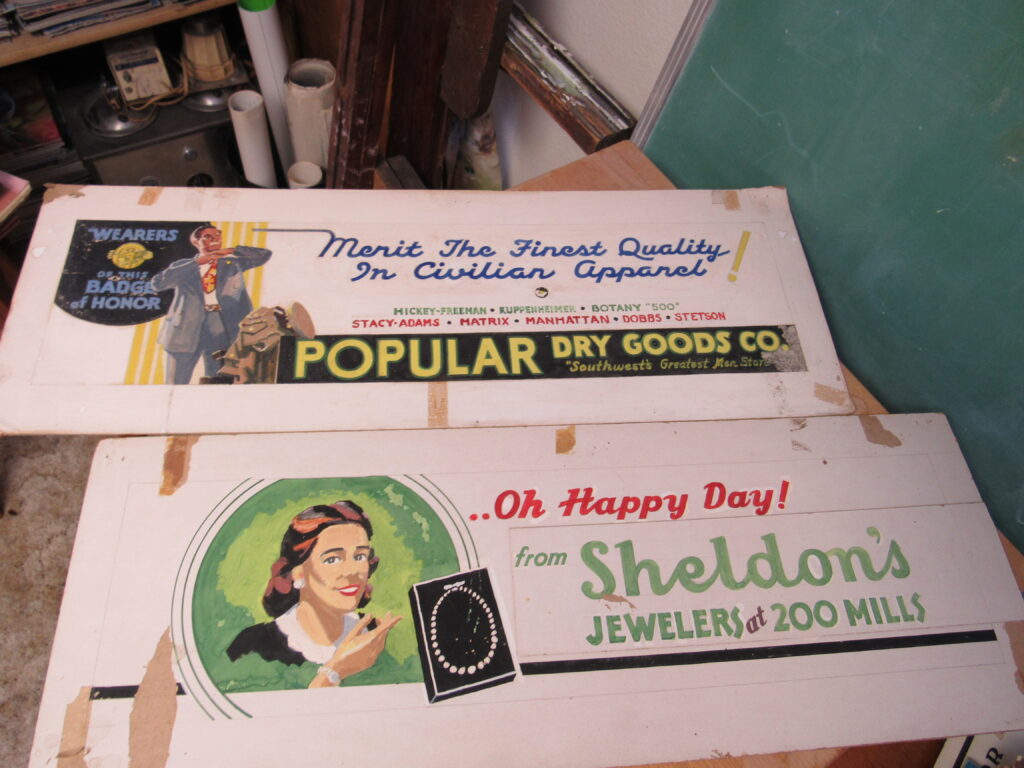 WEARERS
OF THIS
BADGE
of HONOR
Merit The Finest Quality
In Civilian Apparel!
HICKEY-FREEMAN • KUPPENHEIMER • BOTANY "500"
STACY-ADAMS • MATRIX • MANHATTAN • DOBBS • STETSON
POPULAR DRY GOODS CO.
"Southwest's Greatest Men Store
..Oh Happy Day!
from Sheldon's
JEWELERS at 200 MILLS
OR